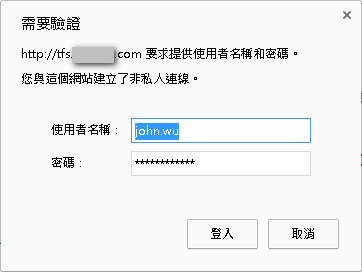 需要驗證
http://tfs. .com 要求提供使用者名稱和密碼。
您與這個網站建立了非私人連線。
使用者名稱： john.wu
密碼： ************
登入 取消